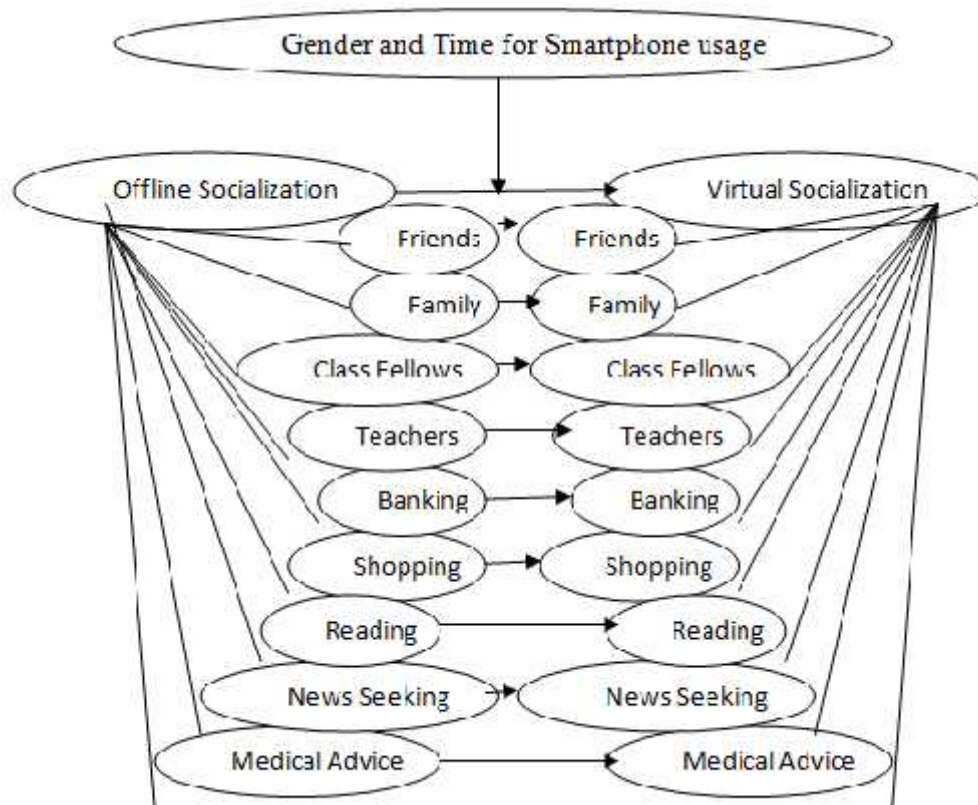 Gender and Time for Smartphone usage
Offline Socialization Virtual Socialization
Friends Friends
Family Family
Class Fellows Class Fellows
Teachers Teachers
Banking Banking
Shopping Shopping
Reading Reading
News Seeking News Seeking
Medical Advice Medical Advice